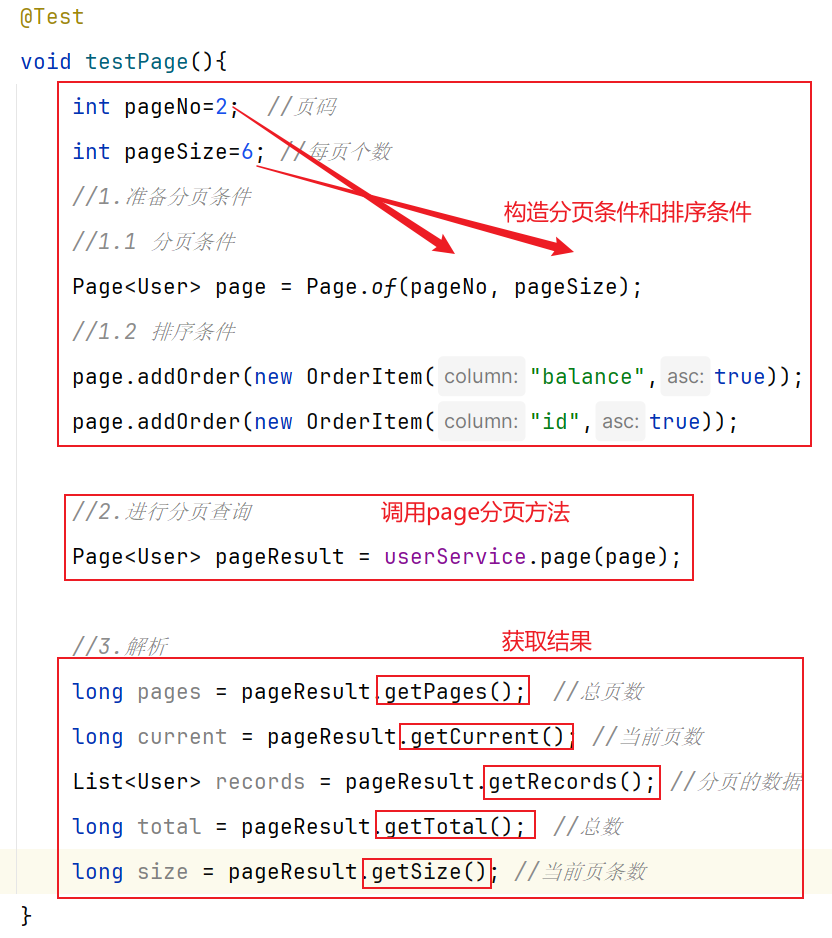 @Test
void testPage(){
int pageNo=2; //页码
int pageSize=6; //每页个数
//1.准备分页条件
构造分页条件和排序条件
//1.1 分页条件
Page<User> page = Page.of(pageNo, pageSize);
//1.2 排序条件
page.addOrder(new OrderItem( column: "balance", asc: true));
page.addOrder(new OrderItem( column: "id", asc: true));
//2.进行分页查询 调用page分页方法
Page<User> pageResult = userService.page(page);
//3.解析 获取结果
long pages = pageResult.getPages(); //总页数
long current = pageResult.getCurrent(); //当前页数
List<User> records = pageResult.getRecords(); //分页的数据
long total = pageResult.getTotal(); //总数
long size = pageResult.getSize(); //当前页条数
}